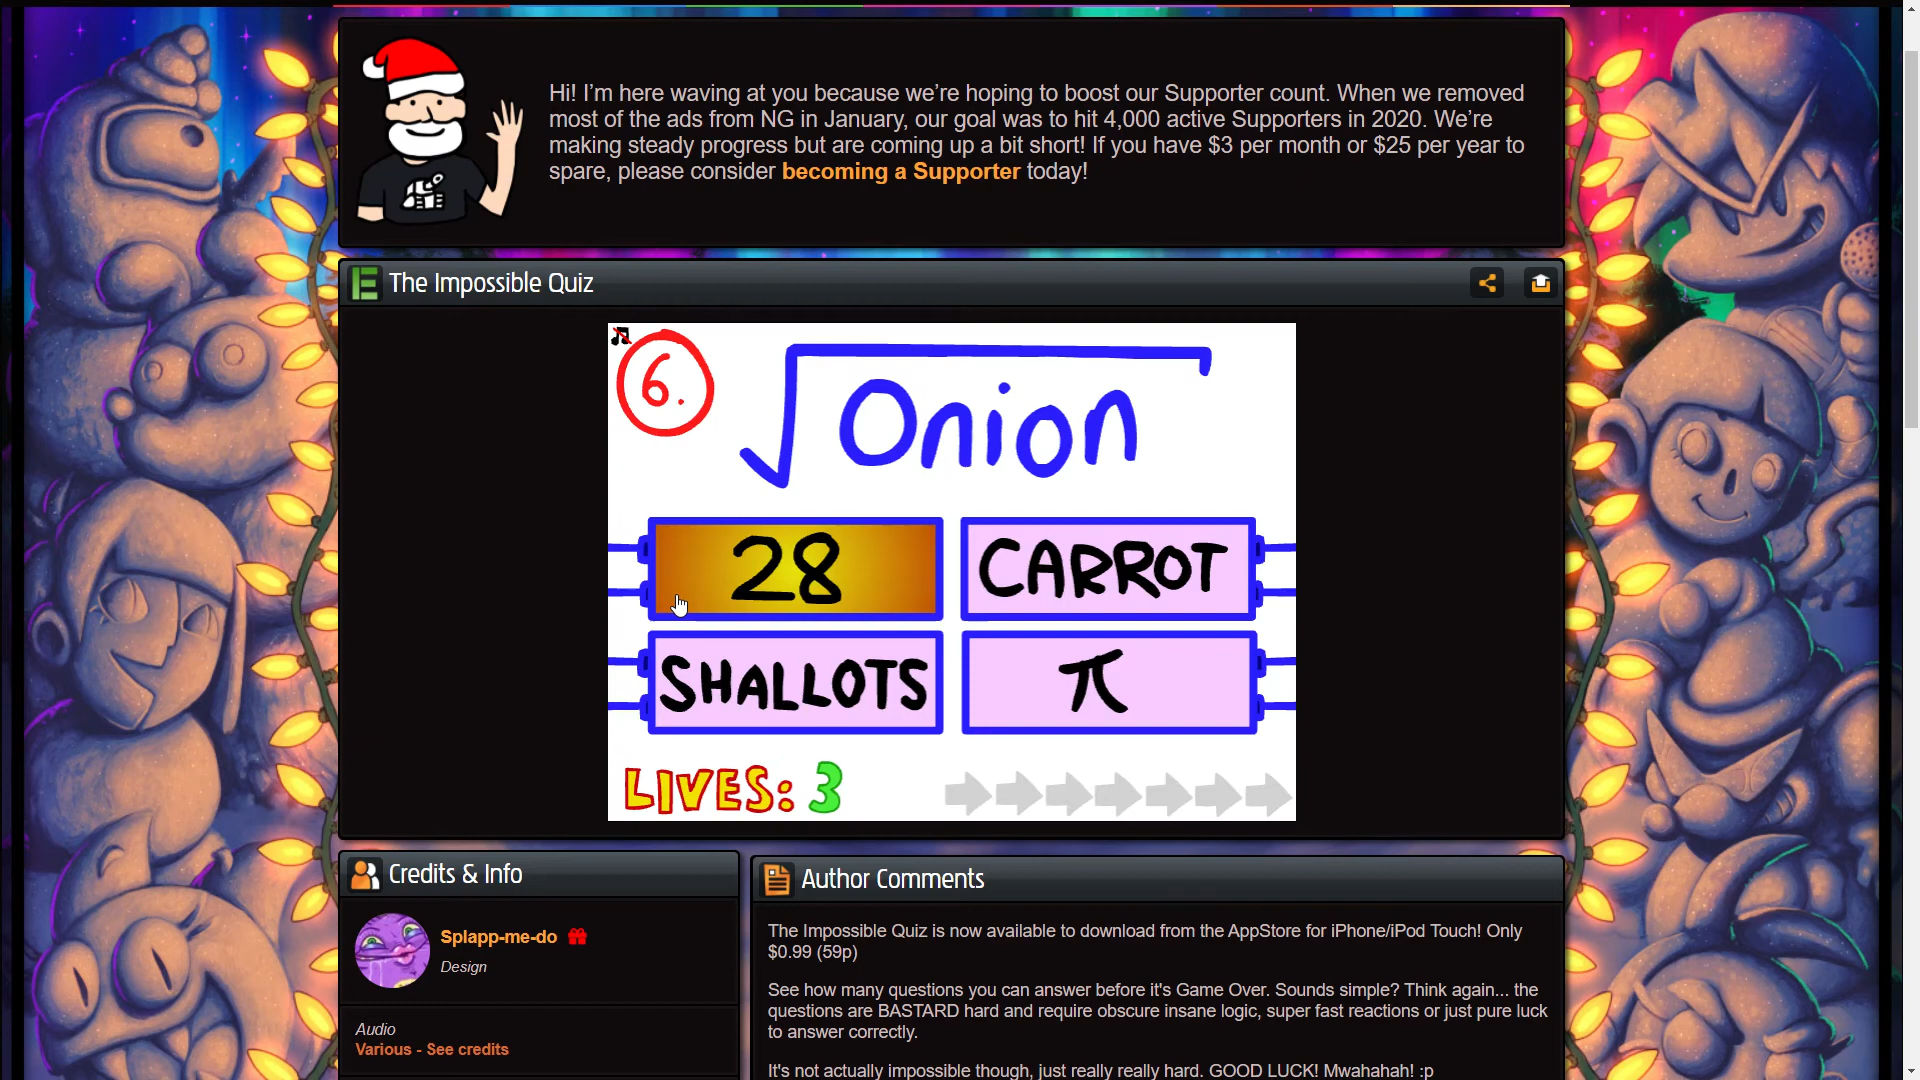 Hi! I’m here waving at you because we’re hoping to boost our Supporter count. When we removed
most of the ads from NG in January, our goal was to hit 4,000 active Supporters in 2020. We’re
making steady progress but are coming up a bit short! If you have $3 per month or $25 per year to
spare, please consider becoming a Supporter today!
E The Impossible Quiz
6.
√Onion
28
CARROT
SHALLOTS
π
LIVES: 3
Credits & Info
Splapp-me-do
Design
Audio
Various - See credits
Author Comments
The Impossible Quiz is now available to download from the AppStore for iPhone/iPod Touch! Only
$0.99 (59p)
See how many questions you can answer before it's Game Over. Sounds simple? Think again... the
questions are BASTARD hard and require obscure insane logic, super fast reactions or just pure luck
to answer correctly.
It's not actually impossible though, just really really hard. GOOD LUCK! Mwahahah! :p